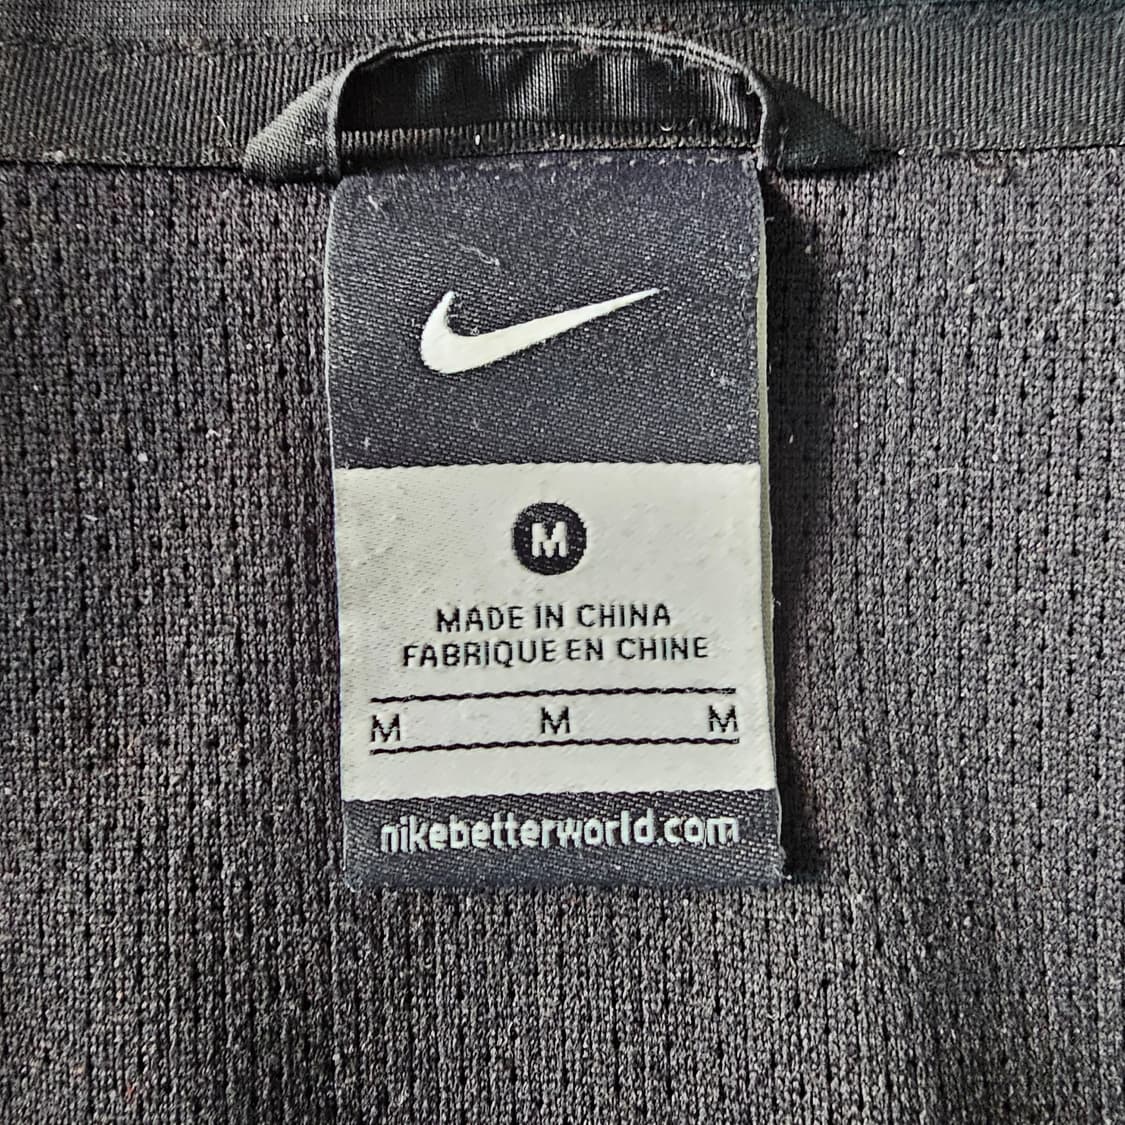 M
MADE IN CHINA
FABRIQUE EN CHINE
M M M
nikebetterworld.com